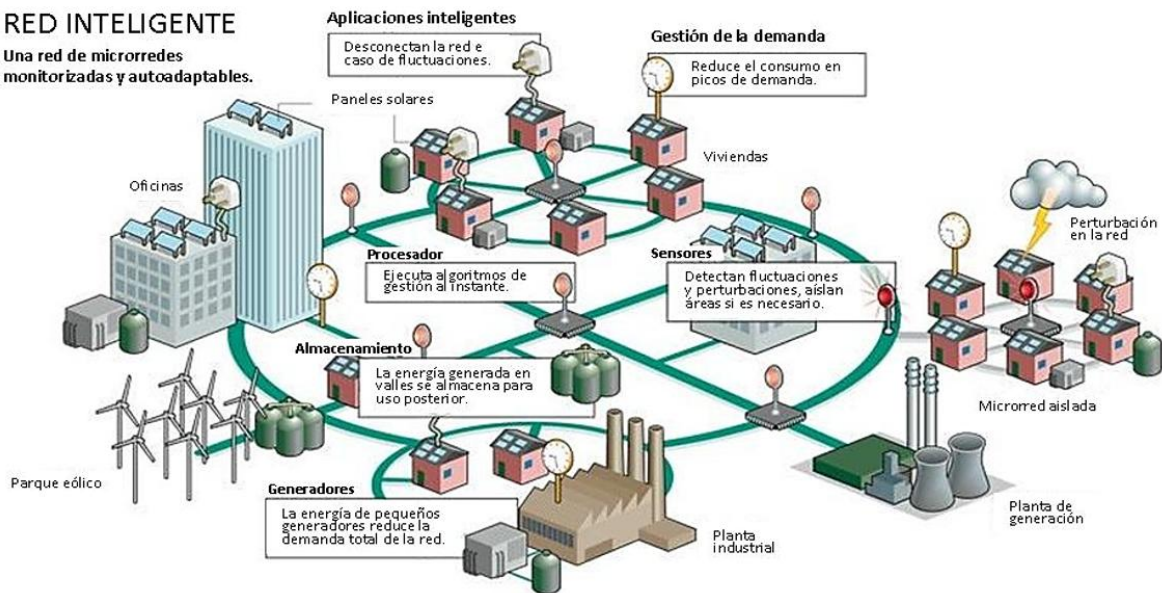 RED INTELIGENTE
Una red de microrredes
monitorizadas y autoadaptables.
Aplicaciones inteligentes
Desconectan la red e
caso de fluctuaciones.
Gestión de la demanda
Reduce el consumo en
picos de demanda.
Paneles solares
Viviendas
Oficinas
Perturbación
en la red
Procesador
Ejecuta algoritmos de
gestión al instante.
Sensores
Detectan fluctuaciones
y perturbaciones, aíslan
áreas si es necesario.
Almacenamiento
La energía generada en
valles se almacena para
uso posterior.
Microrred aislada
Parque eólico
Generadores
La energía de pequeños
generadores reduce la
demanda total de la red.
Planta
industrial
Planta de
generación